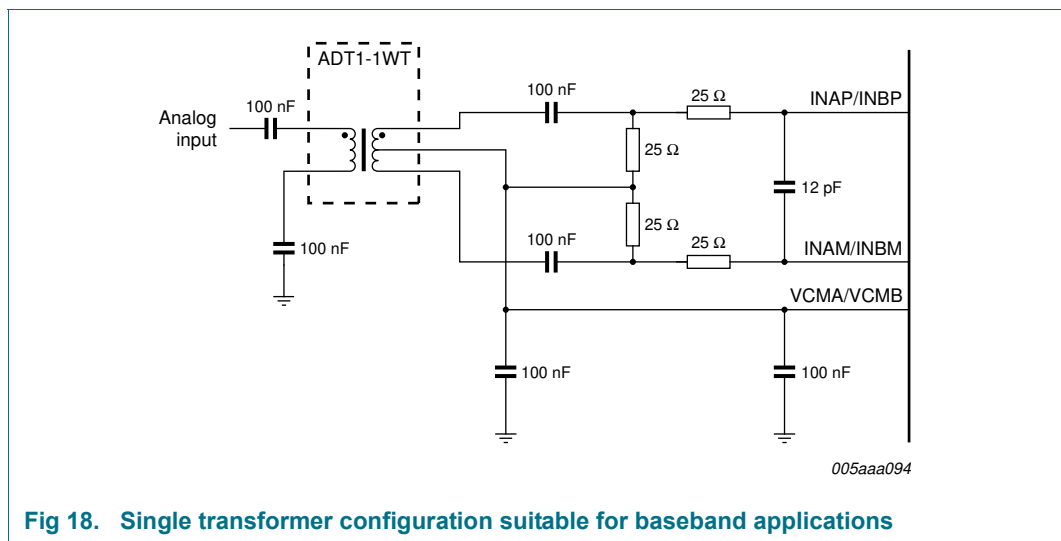 ADT1-1WT
100 nF
Analog
input
100 nF
100 nF
25 Ω
INAP/INBP
25 Ω
12 pF
25 Ω
100 nF
25 Ω
INAM/INBM
VCMA/VCMB
100 nF
100 nF
005aaa094
Fig 18. Single transformer configuration suitable for baseband applications